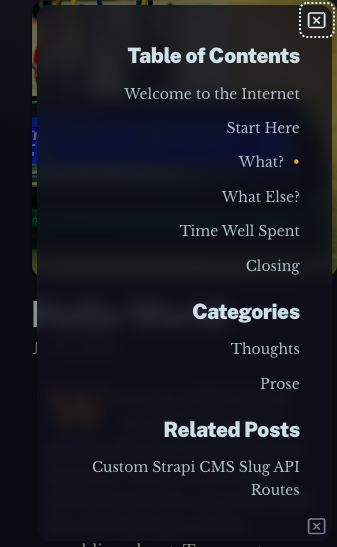 Table of Contents
Welcome to the Internet
Start Here
What?
What Else?
Time Well Spent
Closing
Categories
Thoughts
Prose
Related Posts
Custom Strapi CMS Slug API
Routes